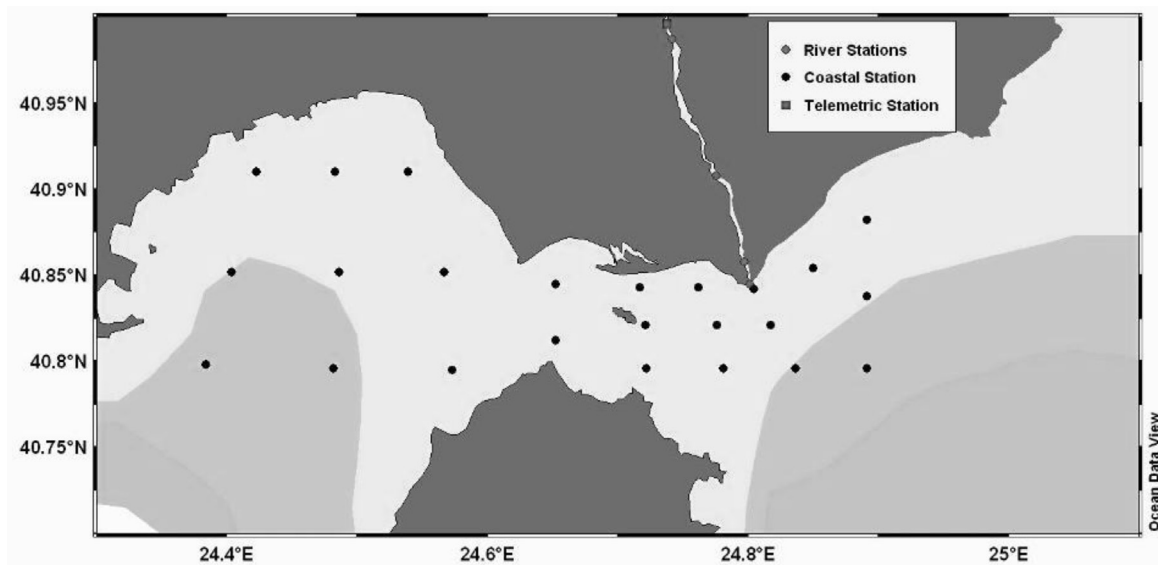 River Stations
Coastal Station
Telemetric Station
40.95°N
40.9°N
40.85°N
40.8°N
40.75°N
24.4°E
24.6°E
24.8°E
25°E
Ocean Data View